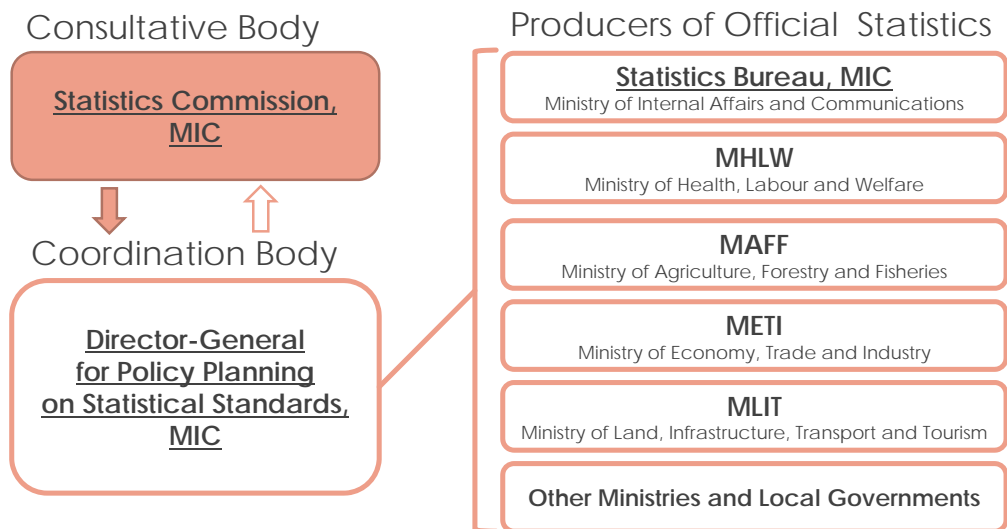 Consultative Body
Statistics Commission,
MIC
Coordination Body
Director-General
for Policy Planning
on Statistical Standards,
MIC
Producers of Official Statistics
Statistics Bureau, MIC
Ministry of Internal Affairs and Communications
MHLW
Ministry of Health, Labour and Welfare
MAFF
Ministry of Agriculture, Forestry and Fisheries
METI
Ministry of Economy, Trade and Industry
MLIT
Ministry of Land, Infrastructure, Transport and Tourism
Other Ministries and Local Governments